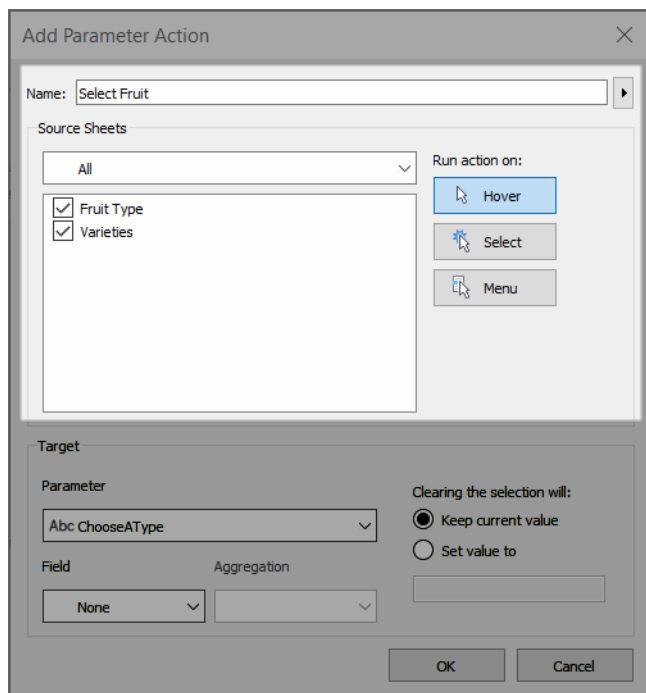 Add Parameter Action
Name: Select Fruit
Source Sheets
All
Run action on:
Fruit Type
Varieties
Hover
Select
Menu
Target
Parameter
Abc ChooseAType
Field
Aggregation
None
Clearing the selection will:
Keep current value
Set value to
OK
Cancel